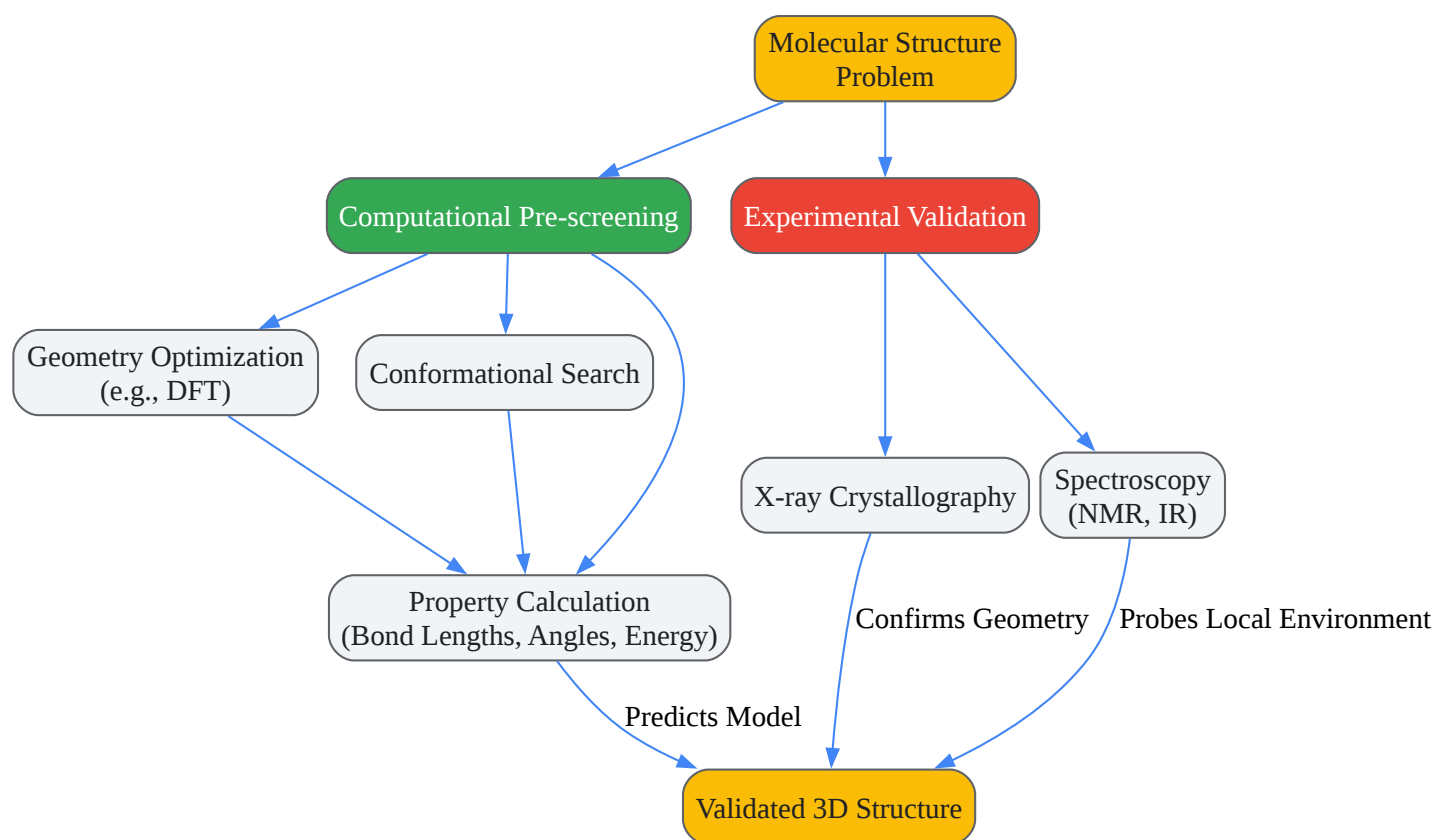 Molecular Structure
Problem
Computational Pre-screening
Experimental Validation
Geometry Optimization
(e.g., DFT)
Conformational Search
X-ray Crystallography
Spectroscopy
(NMR, IR)
Property Calculation
(Bond Lengths, Angles, Energy)
Confirms Geometry
Probes Local Environment
Predicts Model
Validated 3D Structure